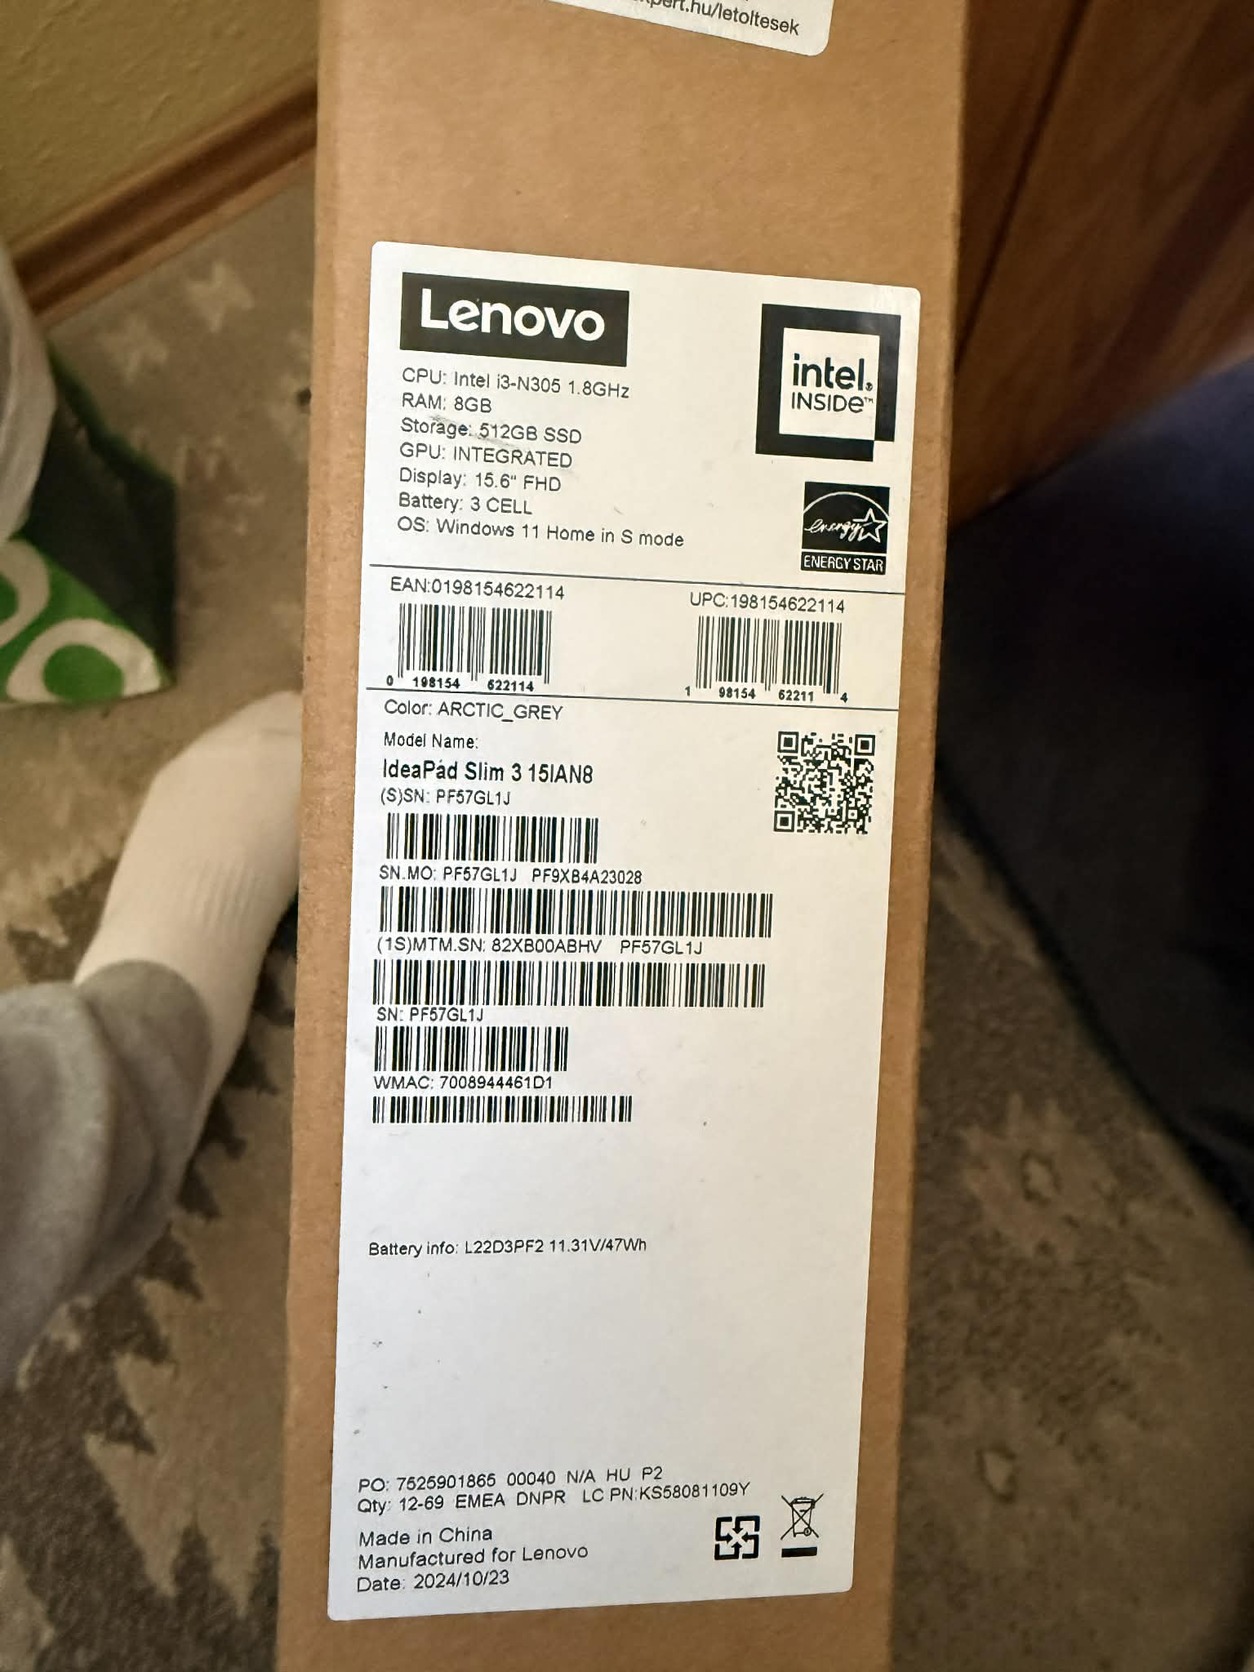 pert.hu/letoltesek
Lenovo
intel.
INSIDE™
CPU: Intel i3-N305 1.8GHz
RAM: 8GB
Storage: 512GB SSD
GPU: INTEGRATED
Display: 15.6" FHD
Battery: 3 CELL
OS: Windows 11 Home in S mode
energy
ENERGY STAR
EAN:0198154622114
UPC:198154622114
0 198154 622114
1 98154 62211 4
Color: ARCTIC_GREY
Model Name:
IdeaPad Slim 3 15IAN8
(S)SN: PF57GL1J
SN.MO: PF57GL1J PF9XB4A23028
(1S)MTM.SN: 82XB00ABHV PF57GL1J
SN: PF57GL1J
WMAC: 7008944461D1
Battery info: L22D3PF2 11.31V/47Wh
PO: 7525901865 00040 N/A HU P2
Qty: 12-69 EMEA DNPR LC PN:KS58081109Y
Made in China
Manufactured for Lenovo
Date: 2024/10/23